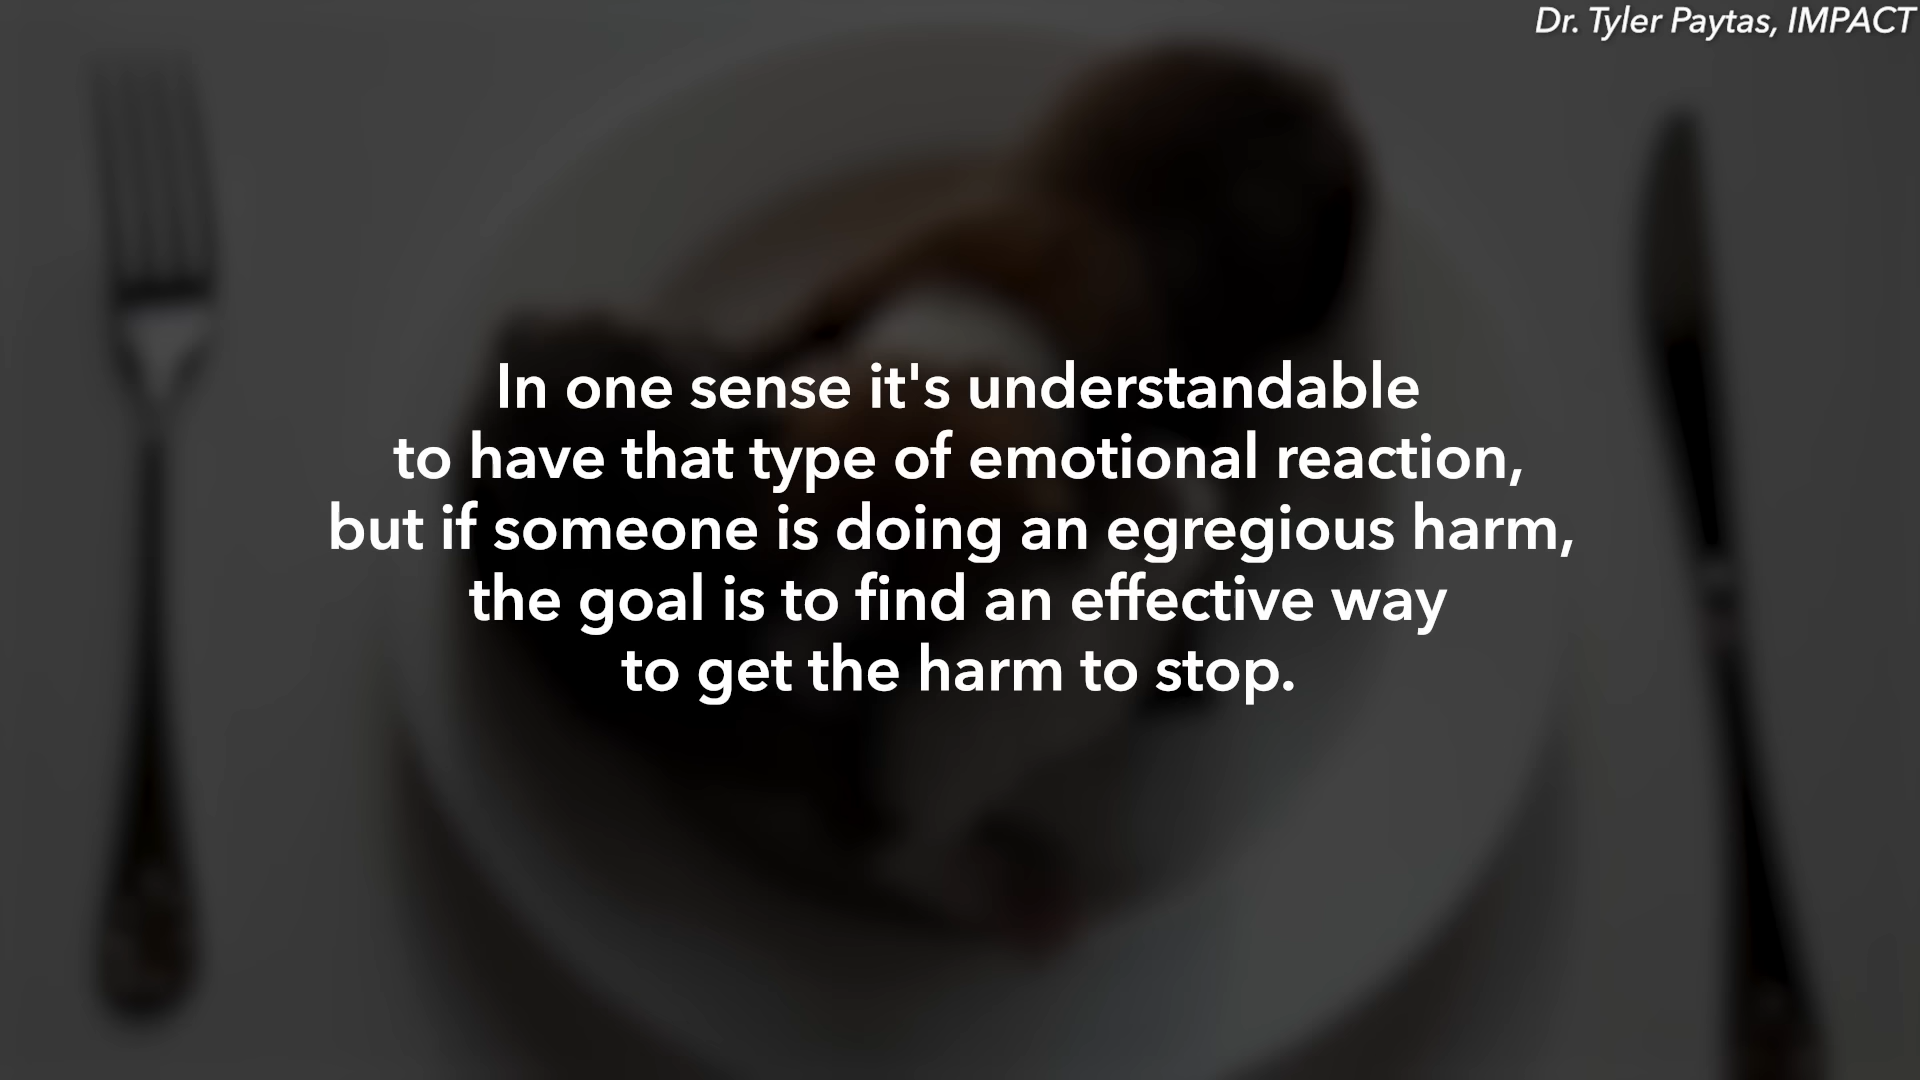 Dr. Tyler Paytas, IMPACT
In one sense it's understandable
to have that type of emotional reaction,
but if someone is doing an egregious harm,
the goal is to find an effective way
to get the harm to stop.